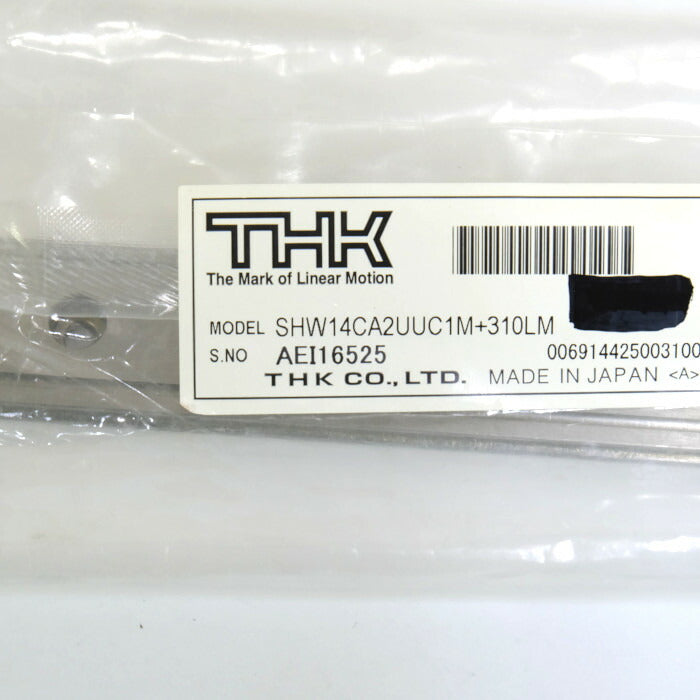 THK
The Mark of Linear Motion
MODEL SHW14CA2UUC1M+310LM
S.NO AEI16525 006914425003100
THK CO.,LTD. MADE IN JAPAN <A>